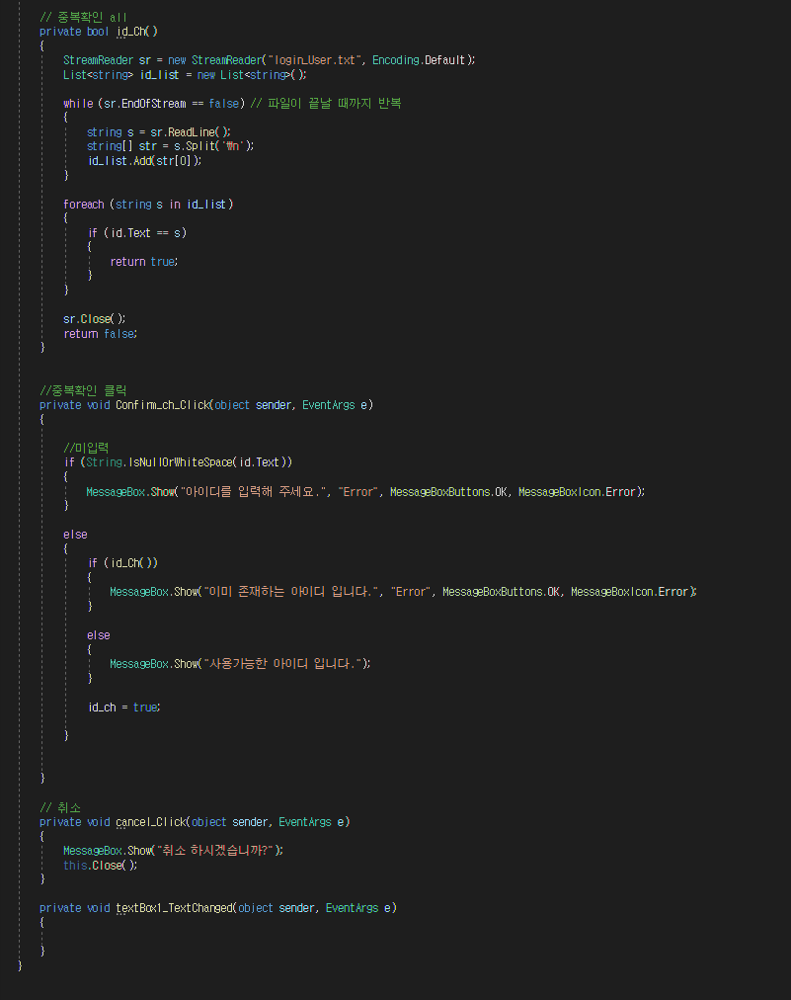 // 중복확인 all
private bool id_Ch()
{
StreamReader sr = new StreamReader("login_User.txt", Encoding.Default);
List<string> id_list = new List<string>();
while (sr.EndOfStream == false) // 파일이 끝날 때까지 반복
{
string s = sr.ReadLine();
string[] str = s.Split('₩n');
id_list.Add(str[0]);
}
foreach (string s in id_list)
{
if (id.Text == s)
{
return true;
}
}
sr.Close();
return false;
}
//중복확인 클릭
private void Confirm_ch_Click(object sender, EventArgs e)
{
//미입력
if (String.IsNullOrWhiteSpace(id.Text))
{
MessageBox.Show("아이디를 입력해 주세요.", "Error", MessageBoxButtons.OK, MessageBoxIcon.Error);
}
else
{
if (id_Ch())
{
MessageBox.Show("이미 존재하는 아이디 입니다.", "Error", MessageBoxButtons.OK, MessageBoxIcon.Error);
}
else
{
MessageBox.Show("사용가능한 아이디 입니다.");
}
id_ch = true;
}
}
// 취소
private void cancel_Click(object sender, EventArgs e)
{
MessageBox.Show("취소 하시겠습니까?");
this.Close();
}
private void textBox1_TextChanged(object sender, EventArgs e)
{
}
}